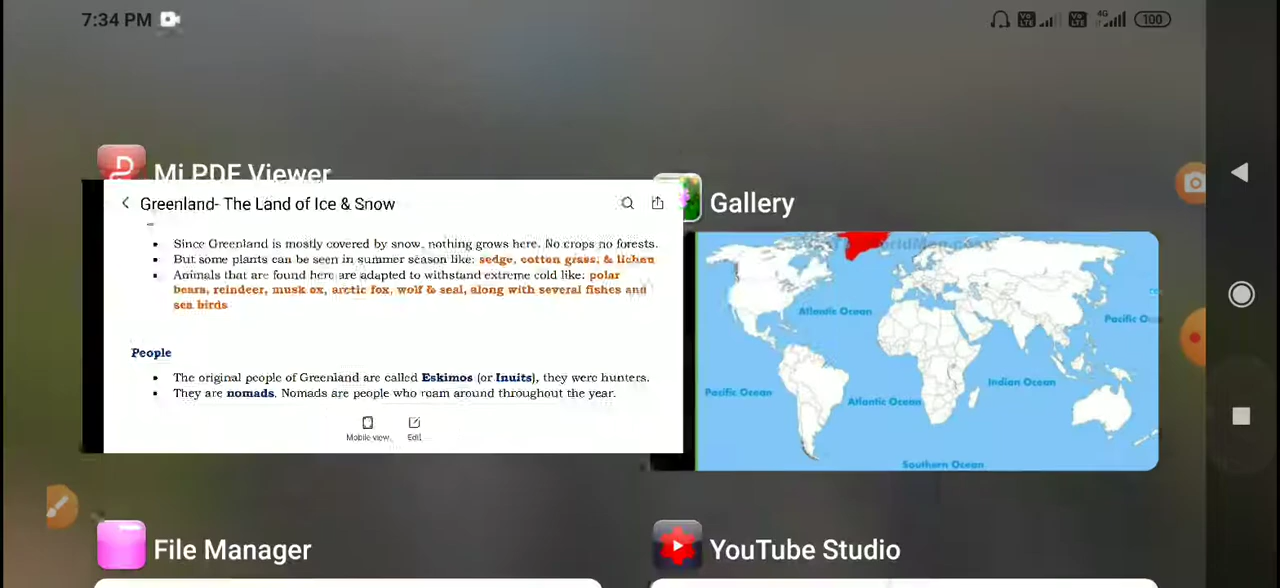 7:34 PM
4G
100
Mi PDF Viewer
Greenland- The Land of Ice & Snow
Since Greenland is mostly covered by snow, nothing grows here. No crops no forests.
But some plants can be seen in summer season like: sedge, cotton grass, & lichen
Animals that are found here are adapted to withstand extreme cold like: polar
bears, reindeer, musk ox, arctic fox, wolf & seal, along with several fishes and
sea birds
People
The original people of Greenland are called Eskimos (or Inuits), they were hunters.
They are nomads. Nomads are people who roam around throughout the year.
Mobile view
Edit
Gallery
Atlantic Ocean
Pacific O
Pacific Ocean
Atlantic Ocean
Indian Ocean
Southern Ocean
File Manager
YouTube Studio